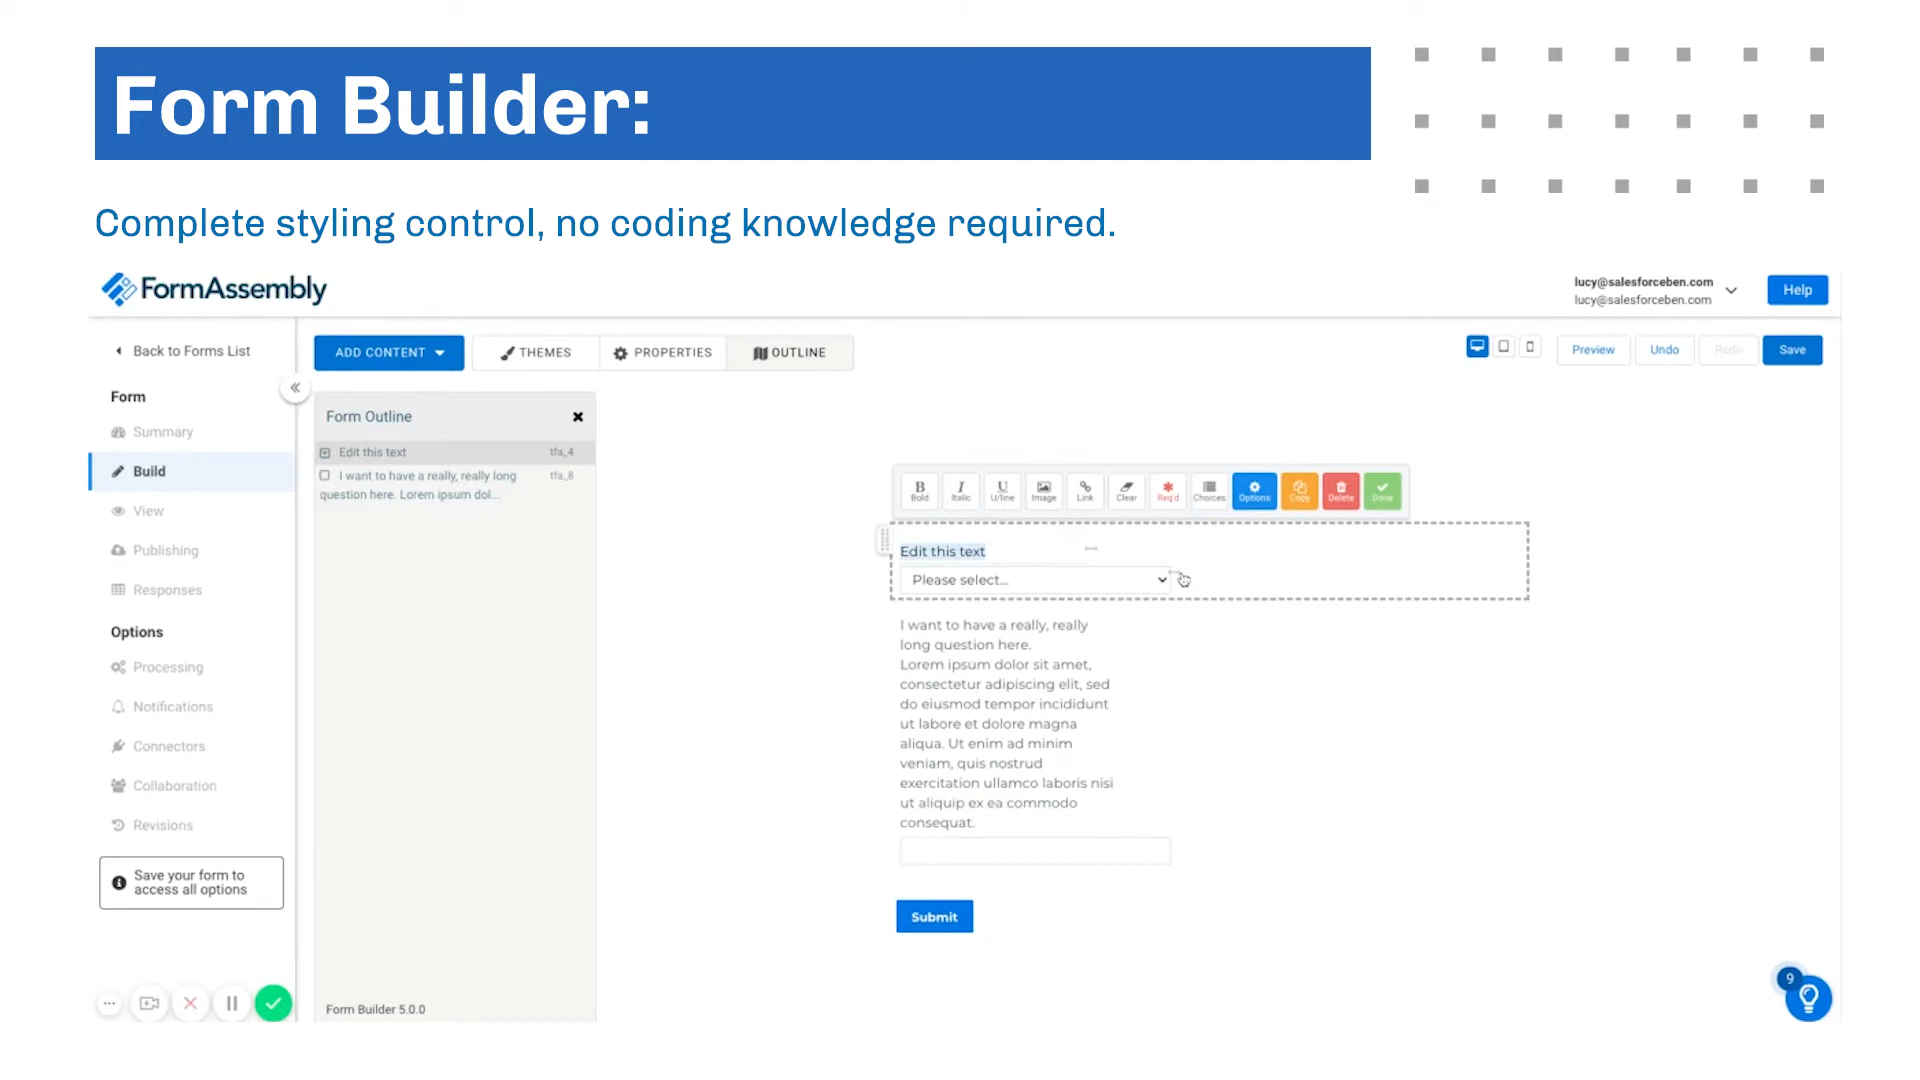 Form Builder:
Complete styling control, no coding knowledge required.
FormAssembly
lucy@salesforceben.com
lucy@salesforceben.com
Help
Back to Forms List
ADD CONTENT
THEMES
PROPERTIES
OUTLINE
Preview
Undo
Redo
Save
Form
Summary
Build
View
Publishing
Responses
Options
Processing
Notifications
Connectors
Collaboration
Revisions
Save your form to
access all options
Form Outline
Edit this text tfa_4
I want to have a really, really long tfa_8
question here. Lorem ipsum dol...
Form Builder 5.0.0
B I U
Bold Italic U/line Image Link Clear Req'd Choices Options Copy Delete Done
Edit this text
Please select...
I want to have a really, really
long question here.
Lorem ipsum dolor sit amet,
consectetur adipiscing elit, sed
do eiusmod tempor incididunt
ut labore et dolore magna
aliqua. Ut enim ad minim
veniam, quis nostrud
exercitation ullamco laboris nisi
ut aliquip ex ea commodo
consequat.
Submit
9